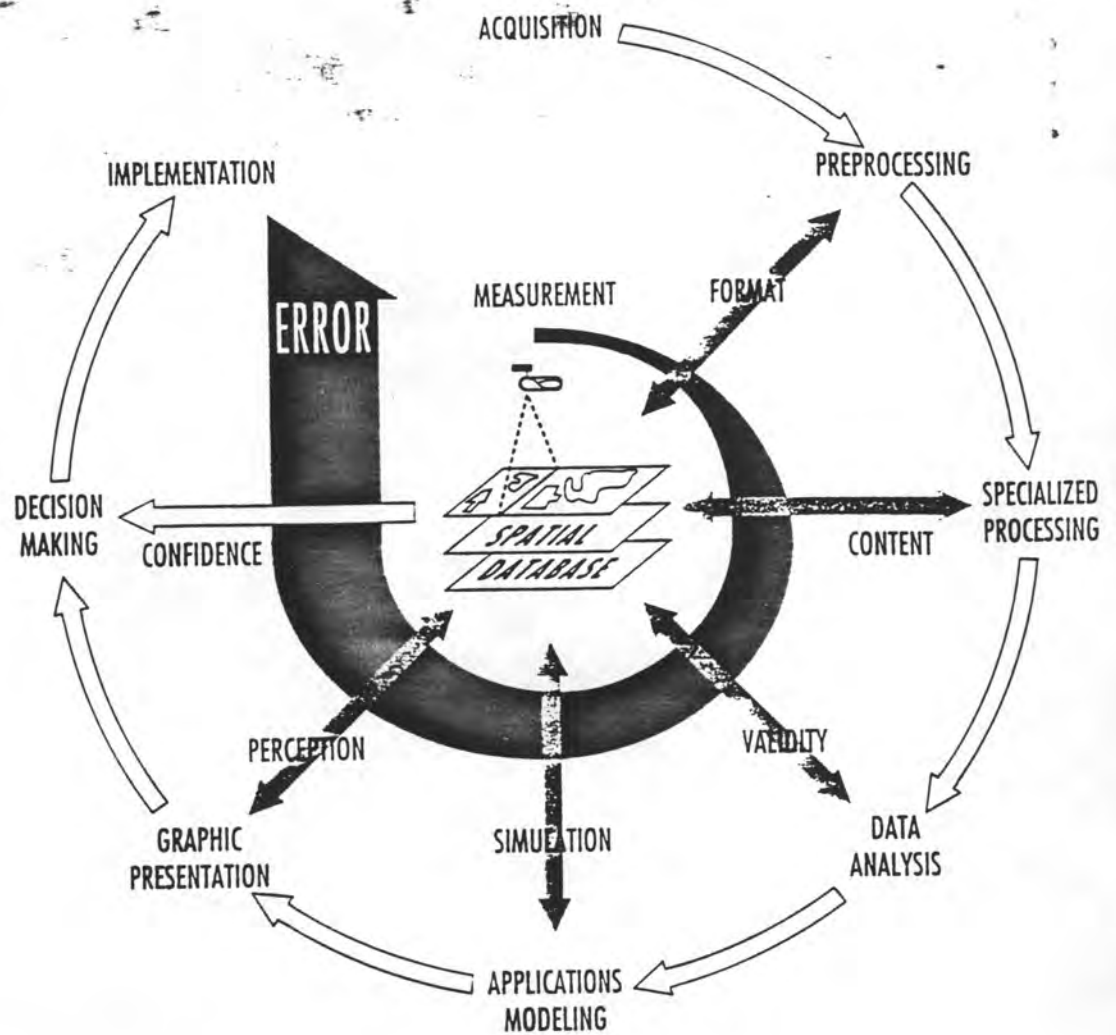 ACQUISITION
IMPLEMENTATION
PREPROCESSING
MEASUREMENT
FORMAT
ERROR
SPATIAL
DATABASE
DECISION
MAKING
CONFIDENCE
CONTENT
SPECIALIZED
PROCESSING
PERCEPTION
VALIDITY
GRAPHIC
PRESENTATION
SIMULATION
DATA
ANALYSIS
APPLICATIONS
MODELING